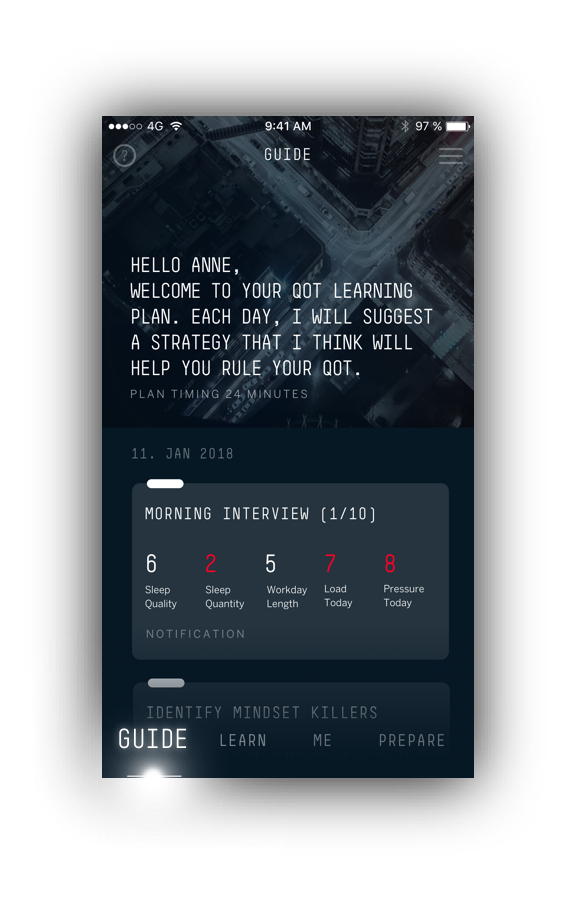 4G 9:41 AM 97 %
? GUIDE
HELLO ANNE,
WELCOME TO YOUR QOT LEARNING
PLAN. EACH DAY, I WILL SUGGEST
A STRATEGY THAT I THINK WILL
HELP YOU RULE YOUR QOT.
PLAN TIMING 24 MINUTES
11. JAN 2018
MORNING INTERVIEW (1/10)
6 2 5 7 8
Sleep Sleep Workday Load Pressure
Quality Quantity Length Today Today
NOTIFICATION
IDENTIFY MINDSET KILLERS
GUIDE LEARN ME PREPARE